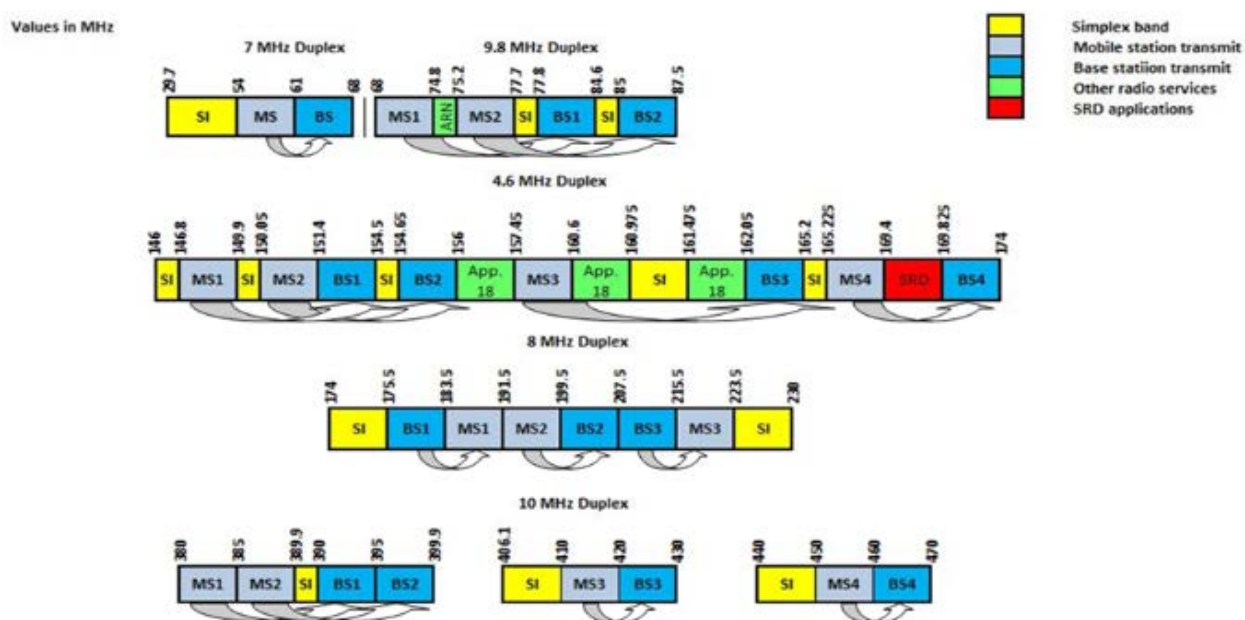 Values in MHz
Simplex band
Mobile station transmit
Base statiion transmit
Other radio services
SRD applications
7 MHz Duplex
9.8 MHz Duplex
29.7 54 61 68 68 74.8 75.2 77.7 77.8 84.6 85 87.5
SI MS BS MS1 ARN MS2 SI BS1 SI BS2
4.6 MHz Duplex
146 146.8 149.9 150.05 151.4 154.5 154.65 156 157.45 160.6 160.975 161.475 162.05 165.2 165.225 169.4 169.825 174
SI MS1 SI MS2 BS1 SI BS2 App. 18 MS3 App. 18 SI App. 18 BS3 SI MS4 SRD BS4
8 MHz Duplex
174 175.5 183.5 191.5 199.5 207.5 215.5 223.5 230
SI BS1 MS1 MS2 BS2 BS3 MS3 SI
10 MHz Duplex
380 385 389.9 390 395 399.9 406.1 410 420 430 440 450 460 470
MS1 MS2 SI BS1 BS2 SI MS3 BS3 SI MS4 BS4